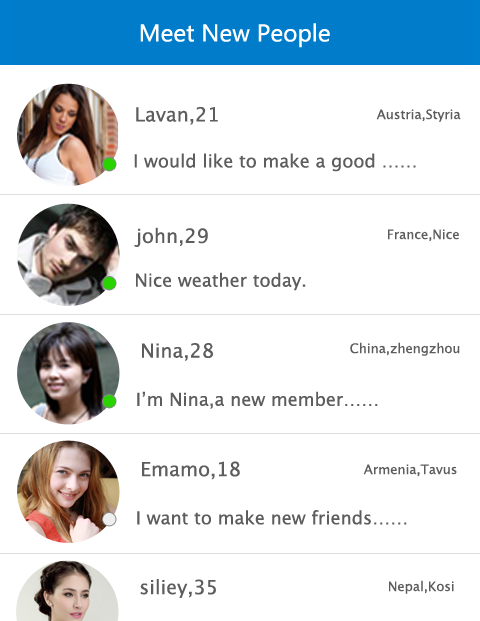 Meet New People
Lavan,21
Austria,Styria
I would like to make a good ......
john,29
France,Nice
Nice weather today.
Nina,28
China,zhengzhou
I’m Nina,a new member......
Emamo,18
Armenia,Tavus
I want to make new friends......
siliey,35
Nepal,Kosi